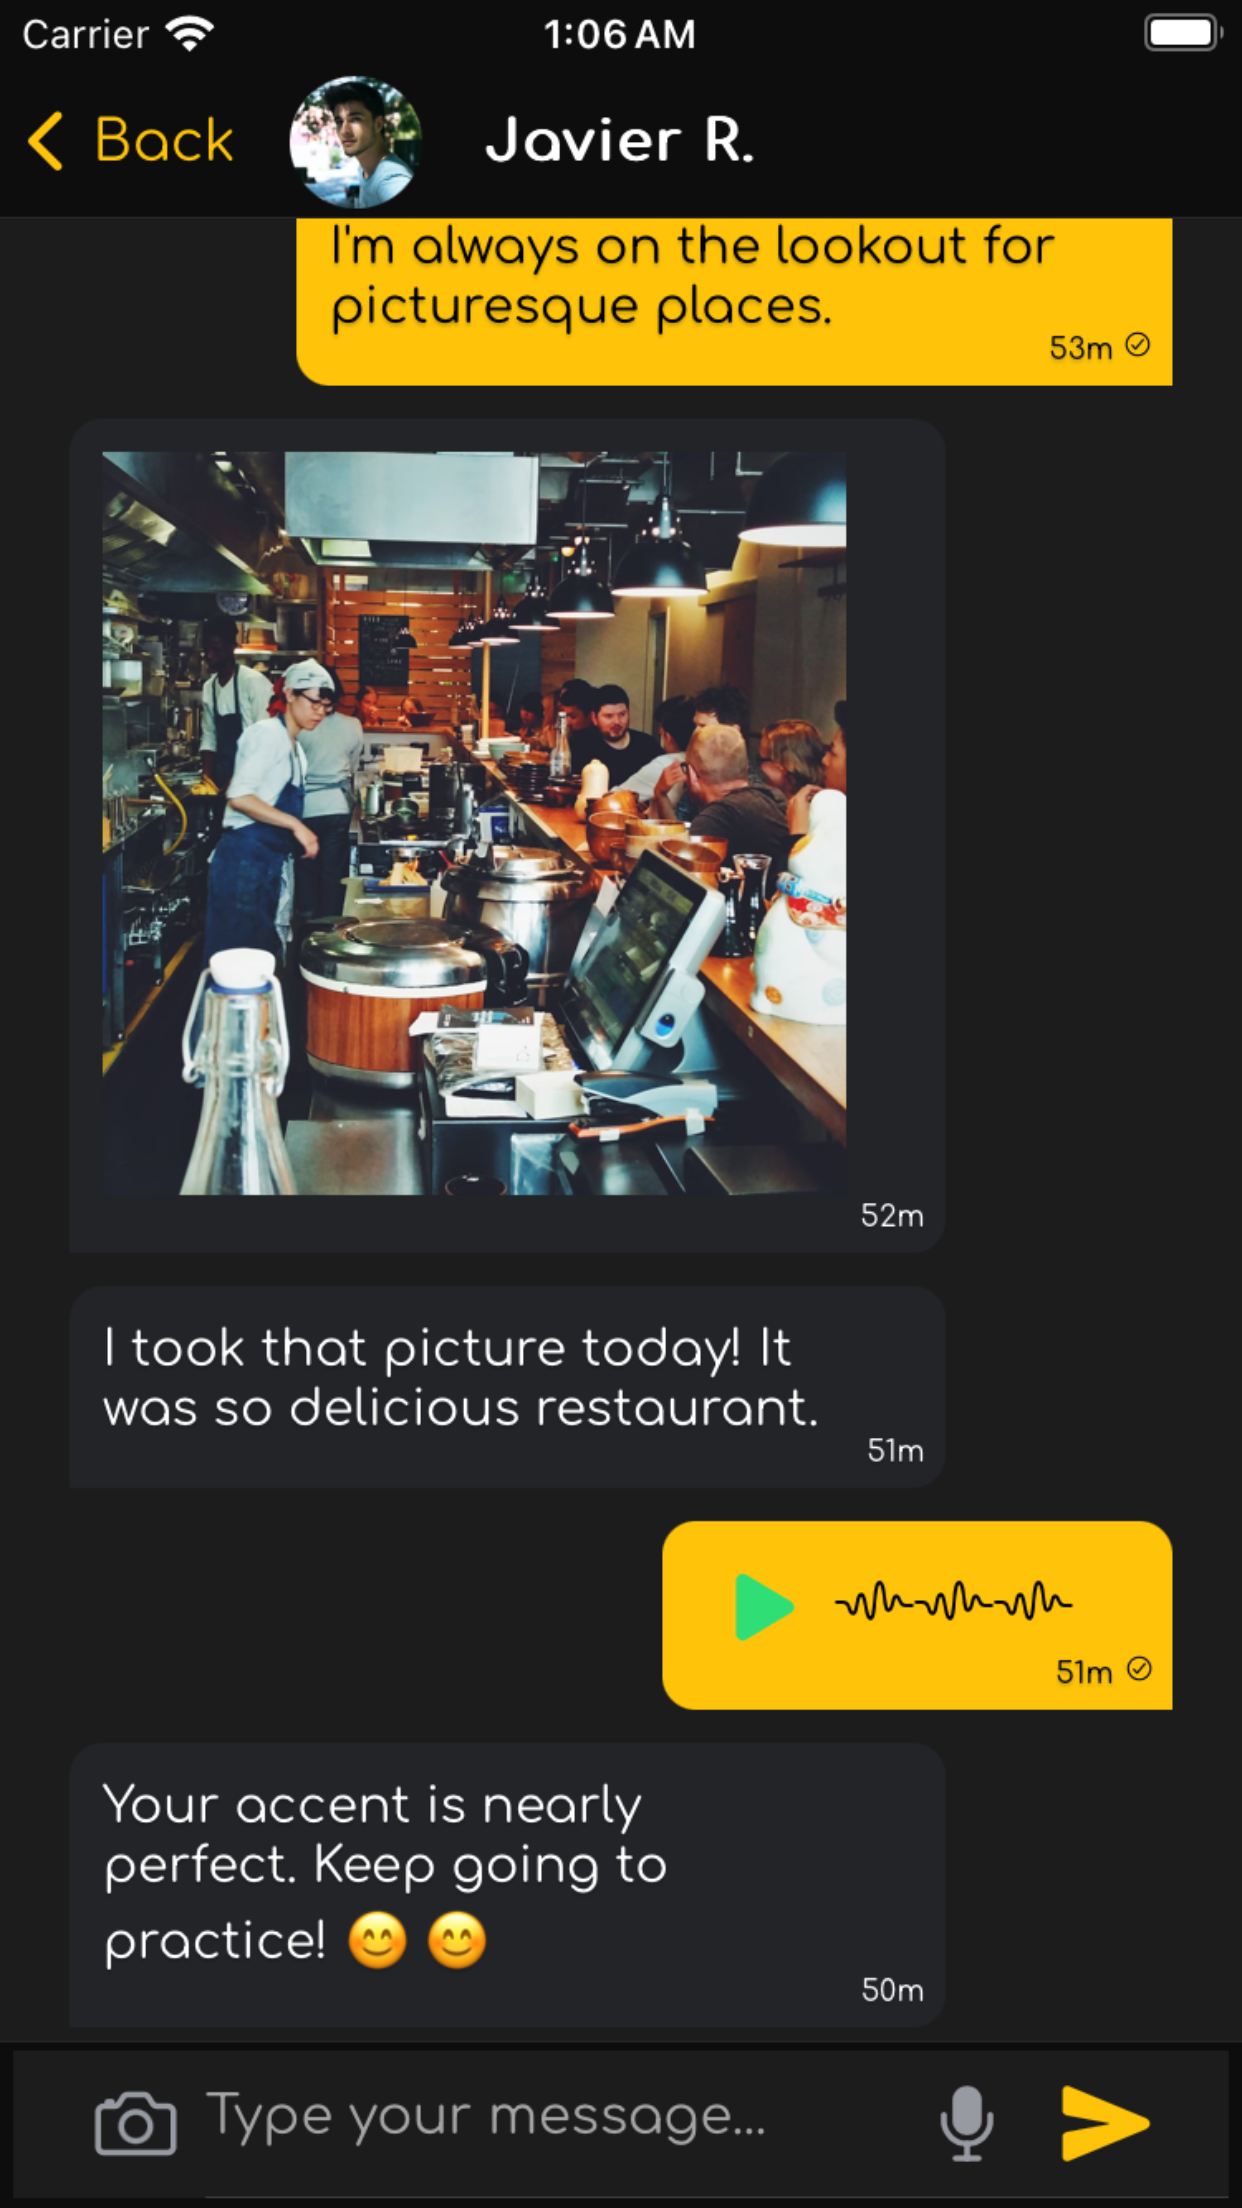 Carrier 1:06 AM
Back Javier R.
I'm always on the lookout for
picturesque places.
53m
52m
I took that picture today! It
was so delicious restaurant.
51m
51m
Your accent is nearly
perfect. Keep going to
practice! 😊 😊
50m
Type your message...